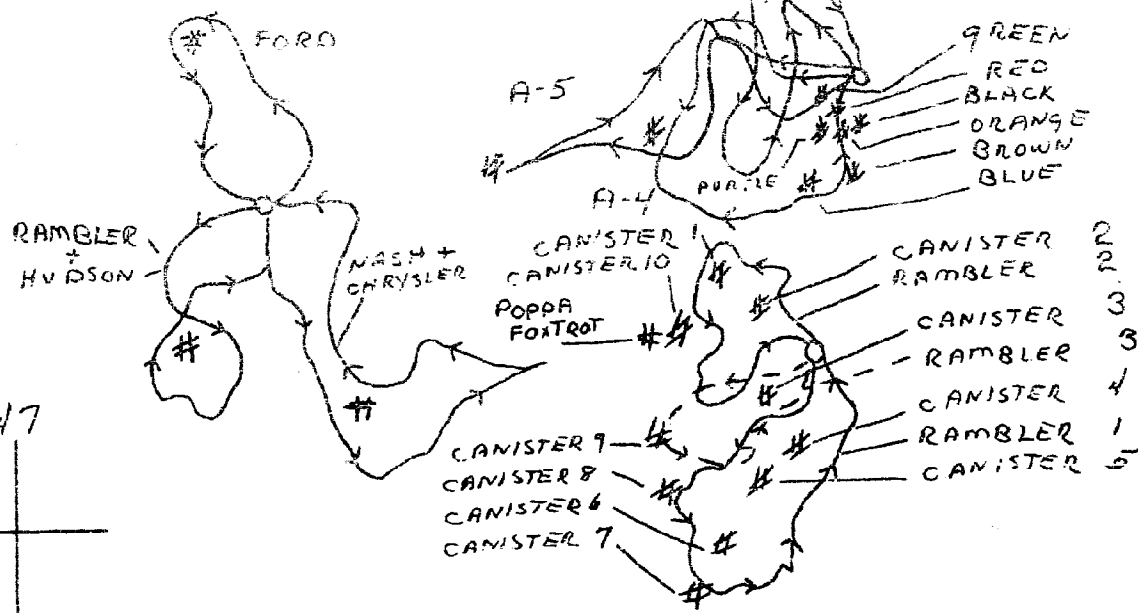 FORD
A-5
GREEN
RED
BLACK
ORANGE
BROWN
BLUE
PURPLE
A-4
RAMBLER
+
HUDSON
NASH +
CHRYSLER
CANISTER 1
CANISTER 10
POPPA
FOXTROT
CANISTER 2
RAMBLER 2
CANISTER 3
RAMBLER 3
CANISTER 4
RAMBLER 1
CANISTER 5
CANISTER 9
CANISTER 8
CANISTER 6
CANISTER 7
47